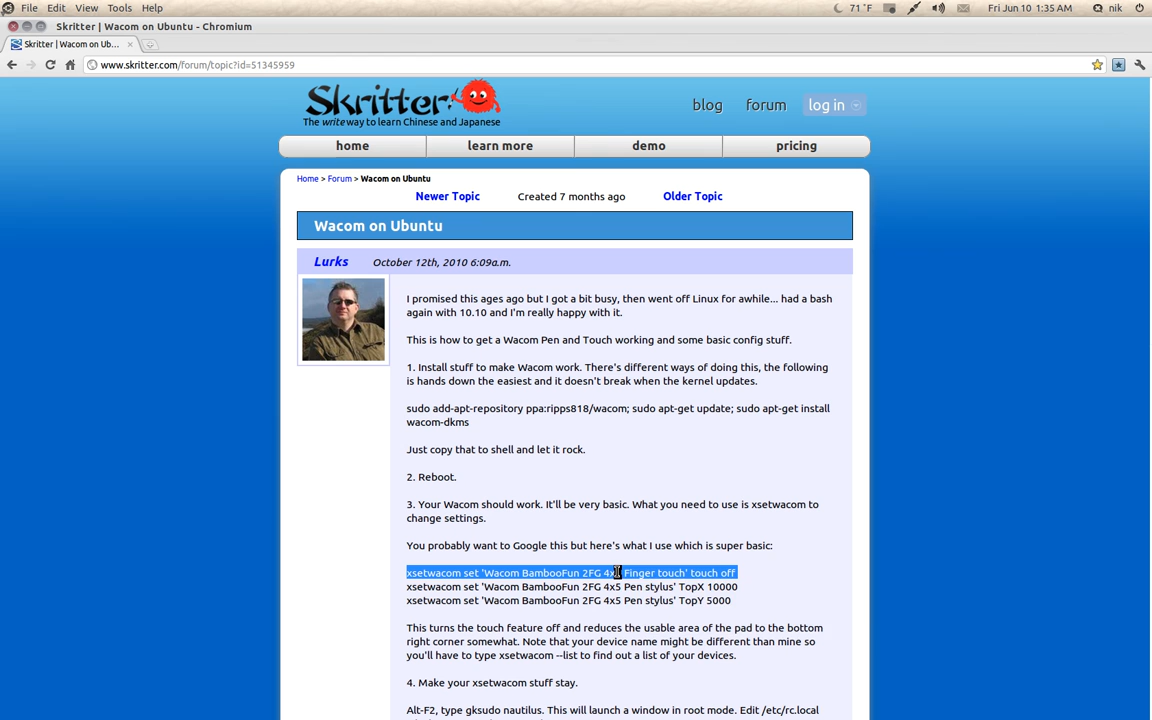 File Edit View Tools Help 71 °F Fri Jun 10 1:35 AM nik
Skritter | Wacom on Ubuntu - Chromium
Skritter | Wacom on Ub...
www.skritter.com/forum/topic?id=51345959
Skritter
The write way to learn Chinese and Japanese
blog forum log in
home learn more demo pricing
Home > Forum > Wacom on Ubuntu
Newer Topic Created 7 months ago Older Topic
Wacom on Ubuntu
Lurks October 12th, 2010 6:09a.m.
I promised this ages ago but I got a bit busy, then went off Linux for awhile... had a bash
again with 10.10 and I'm really happy with it.
This is how to get a Wacom Pen and Touch working and some basic config stuff.
1. Install stuff to make Wacom work. There's different ways of doing this, the following
is hands down the easiest and it doesn't break when the kernel updates.
sudo add-apt-repository ppa:ripps818/wacom; sudo apt-get update; sudo apt-get install
wacom-dkms
Just copy that to shell and let it rock.
2. Reboot.
3. Your Wacom should work. It'll be very basic. What you need to use is xsetwacom to
change settings.
You probably want to Google this but here's what I use which is super basic:
xsetwacom set 'Wacom BambooFun 2FG 4x5 Finger touch' touch off
xsetwacom set 'Wacom BambooFun 2FG 4x5 Pen stylus' TopX 10000
xsetwacom set 'Wacom BambooFun 2FG 4x5 Pen stylus' TopY 5000
This turns the touch feature off and reduces the usable area of the pad to the bottom
right corner somewhat. Note that your device name might be different than mine so
you'll have to type xsetwacom --list to find out a list of your devices.
4. Make your xsetwacom stuff stay.
Alt-F2, type gksudo nautilus. This will launch a window in root mode. Edit /etc/rc.local